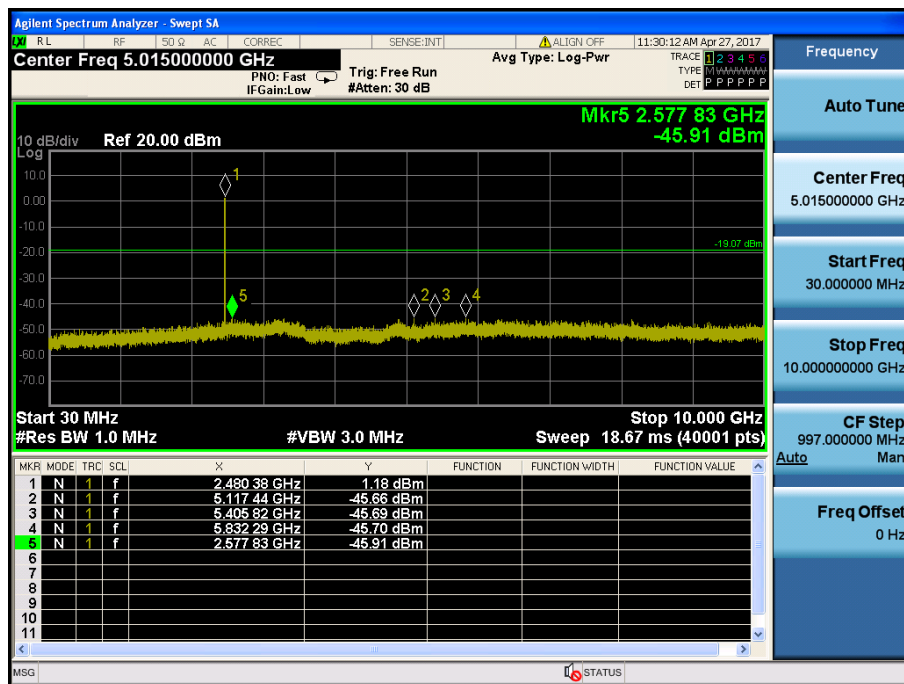 Agilent Spectrum Analyzer - Swept SA
LXI RL RF 50 Ω AC CORREC SENSE:INT ALIGN OFF 11:30:12 AM Apr 27, 2017
Center Freq 5.015000000 GHz
PNO: Fast
IFGain:Low
Trig: Free Run
#Atten: 30 dB
Avg Type: Log-Pwr
TRACE 1 2 3 4 5 6
TYPE M WWWWW
DET P P P P P P
Mkr5 2.577 83 GHz
-45.91 dBm
10 dB/div Ref 20.00 dBm
Log
10.0
0.00
-10.0
-20.0
-30.0
-40.0
-50.0
-60.0
-70.0
1
-19.07 dBm
5
2 3 4
Start 30 MHz Stop 10.000 GHz
#Res BW 1.0 MHz #VBW 3.0 MHz Sweep 18.67 ms (40001 pts)
MKR MODE TRC SCL X Y FUNCTION FUNCTION WIDTH FUNCTION VALUE
1 N 1 f 2.480 38 GHz 1.18 dBm
2 N 1 f 5.117 44 GHz -45.66 dBm
3 N 1 f 5.405 82 GHz -45.69 dBm
4 N 1 f 5.832 29 GHz -45.70 dBm
5 N 1 f 2.577 83 GHz -45.91 dBm
6
7
8
9
10
11
MSG STATUS
Frequency
Auto Tune
Center Freq
5.015000000 GHz
Start Freq
30.000000 MHz
Stop Freq
10.000000000 GHz
CF Step
997.000000 MHz
Auto Man
Freq Offset
0 Hz